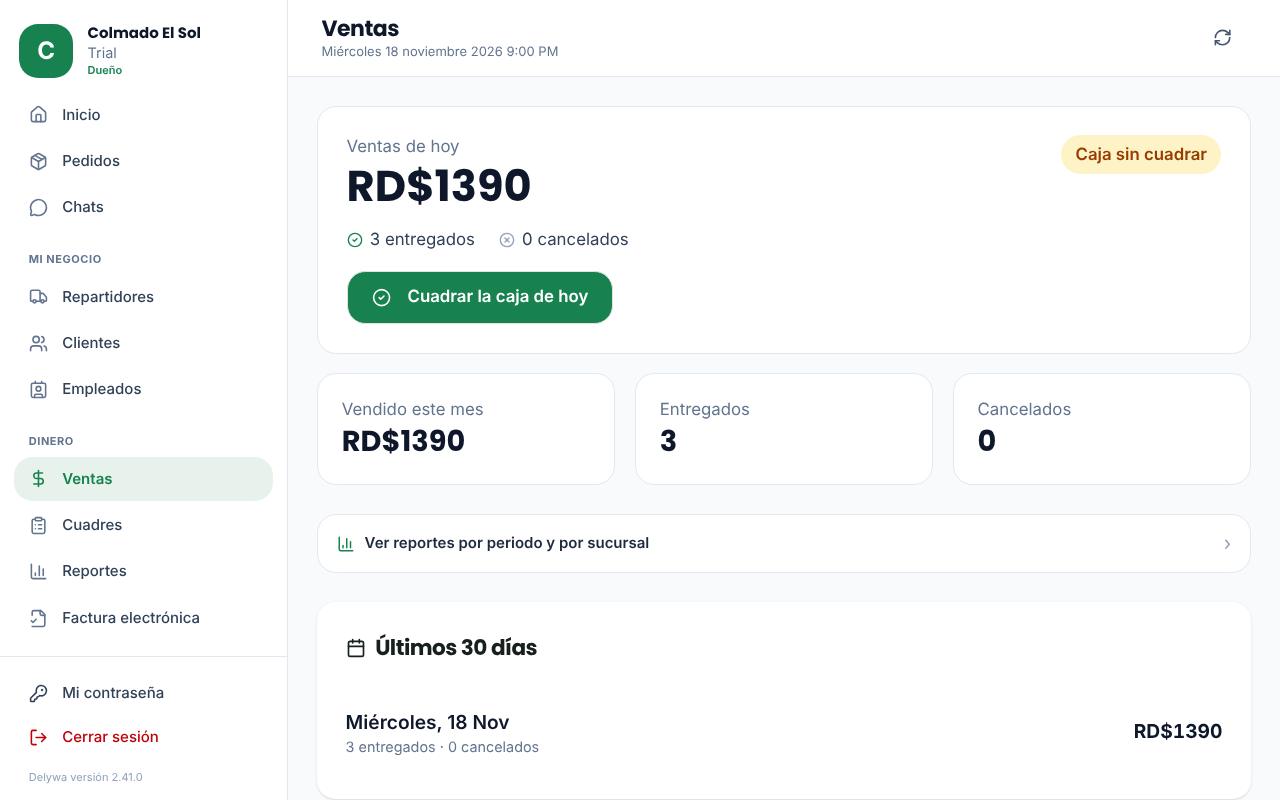 C
Colmado El Sol
Trial
Dueño
Inicio
Pedidos
Chats
MI NEGOCIO
Repartidores
Clientes
Empleados
DINERO
Ventas
Cuadres
Reportes
Factura electrónica
Mi contraseña
Cerrar sesión
Delywa versión 2.41.0
Ventas
Miércoles 18 noviembre 2026 9:00 PM
Ventas de hoy
Caja sin cuadrar
RD$1390
3 entregados 0 cancelados
Cuadrar la caja de hoy
Vendido este mes
RD$1390
Entregados
3
Cancelados
0
Ver reportes por periodo y por sucursal
Últimos 30 días
Miércoles, 18 Nov
3 entregados · 0 cancelados
RD$1390